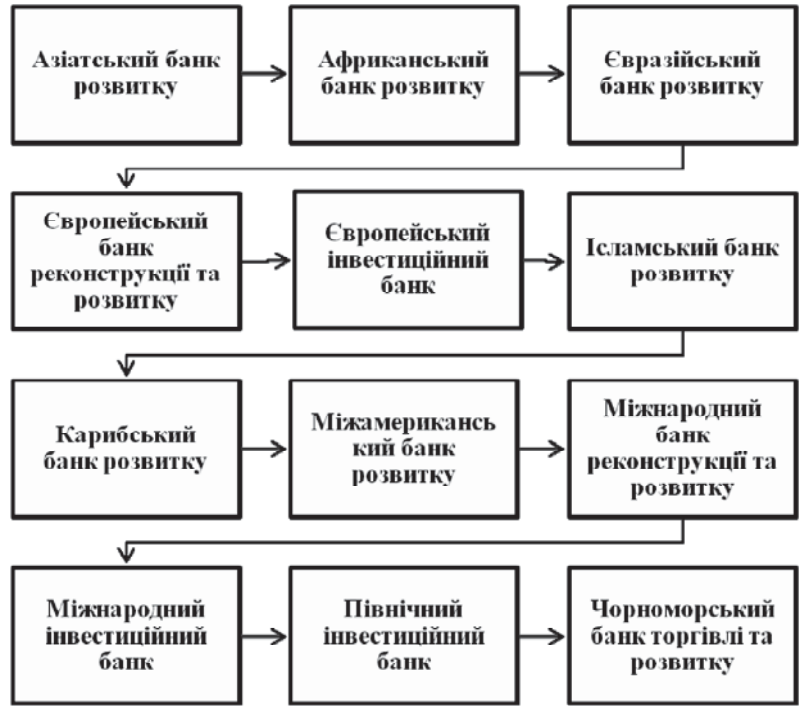 Азіатський банк
розвитку
Африканський
банк розвитку
Євразійський
банк розвитку
Європейський
банк
реконструкції та
розвитку
Європейський
інвестиційний
банк
Ісламський банк
розвитку
Карибський
банк розвитку
Міжамерикансь
кий банк
розвитку
Міжнародний
банк
реконструкції та
розвитку
Міжнародний
інвестиційний
банк
Північний
інвестиційний
банк
Чорноморський
банк торгівлі та
розвитку